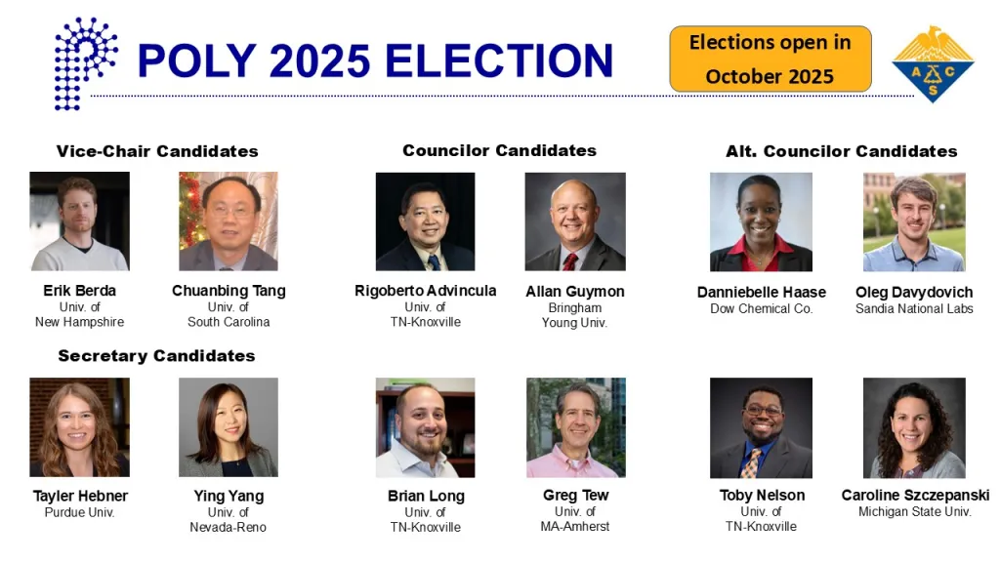 POLY 2025 ELECTION
Elections open in
October 2025
A C
S
Vice-Chair Candidates
Erik Berda
Univ. of
New Hampshire
Chuanbing Tang
Univ. of
South Carolina
Secretary Candidates
Tayler Hebner
Purdue Univ.
Ying Yang
Univ. of
Nevada-Reno
Councilor Candidates
Rigoberto Advincula
Univ. of
TN-Knoxville
Allan Guymon
Bringham
Young Univ.
Brian Long
Univ. of
TN-Knoxville
Greg Tew
Univ. of
MA-Amherst
Alt. Councilor Candidates
Danniebelle Haase
Dow Chemical Co.
Oleg Davydovich
Sandia National Labs
Toby Nelson
Univ. of
TN-Knoxville
Caroline Szczepanski
Michigan State Univ.